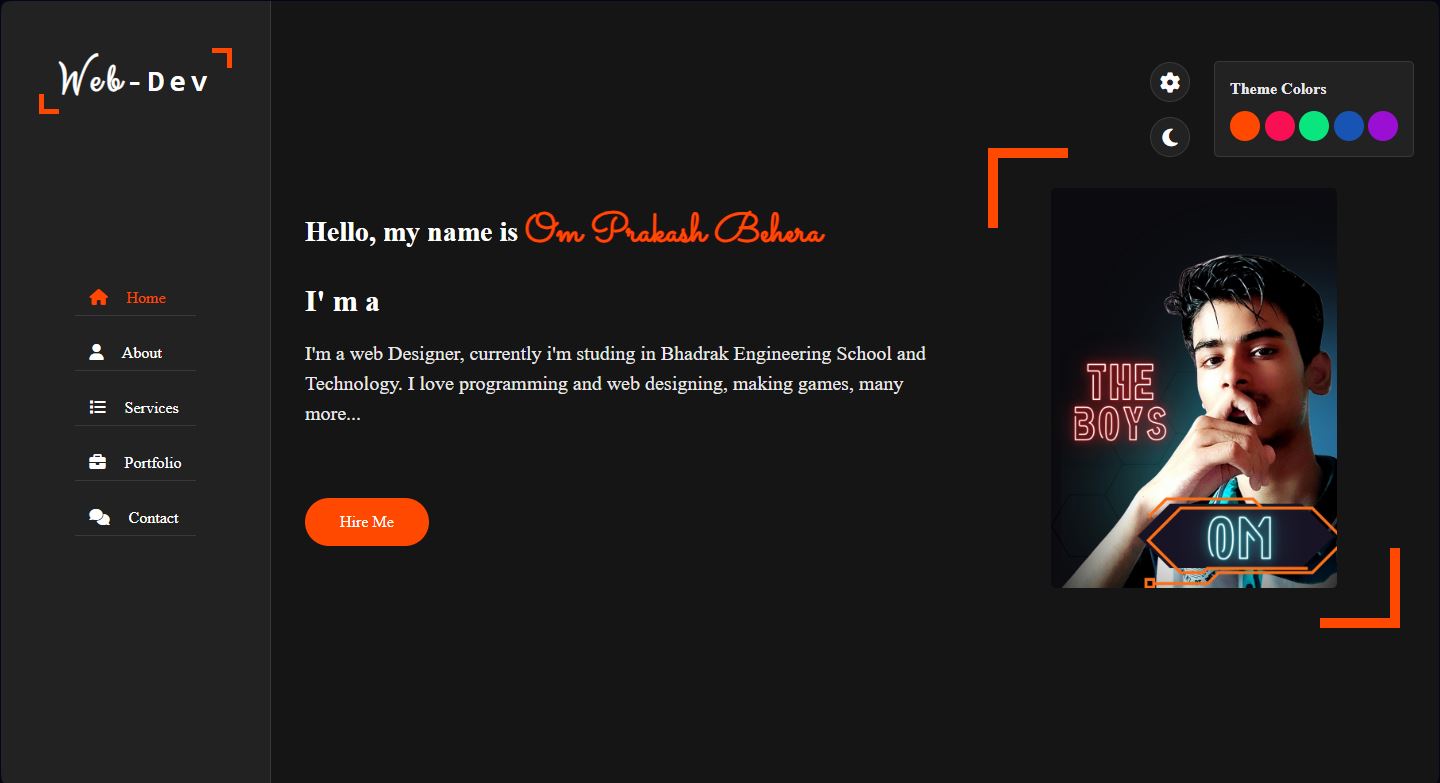 Web-Dev
Home
About
Services
Portfolio
Contact
Theme Colors
Hello, my name is Om Prakash Behera
I' m a
I'm a web Designer, currently i'm studing in Bhadrak Engineering School and
Technology. I love programming and web designing, making games, many
more...
Hire Me
THE
BOYS
OM